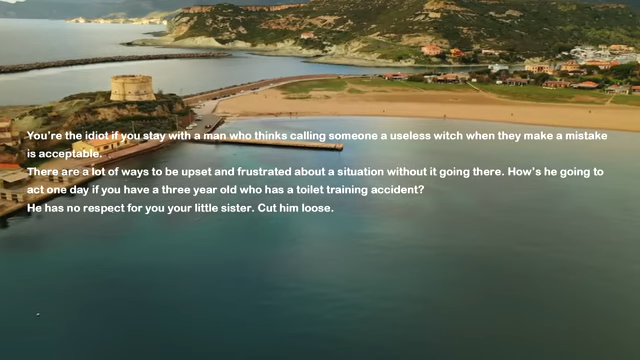 You're the idiot if you stay with a man who thinks calling someone a useless witch when they make a mistake
is acceptable.
There are a lot of ways to be upset and frustrated about a situation without it going there. How's he going to
act one day if you have a three year old who has a toilet training accident?
He has no respect for you your little sister. Cut him loose.